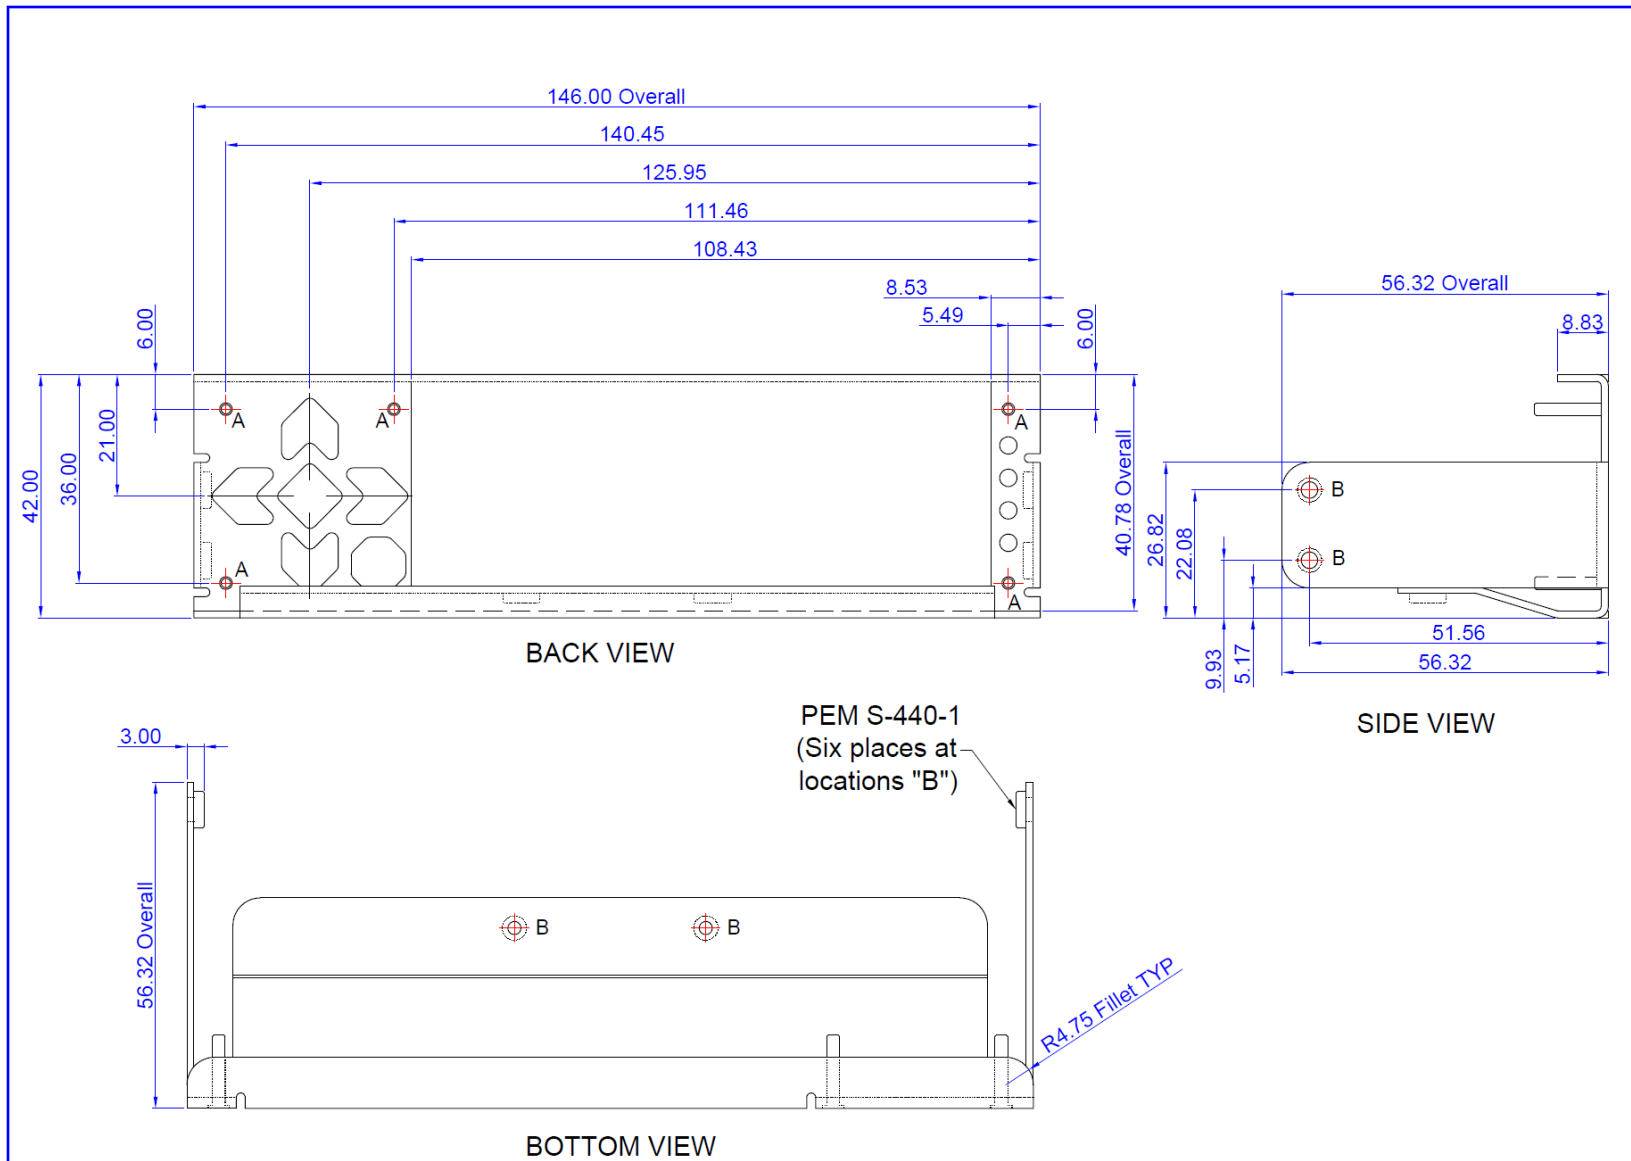 146.00 Overall
140.45
125.95
111.46
108.43
8.53
5.49
6.00
6.00
42.00
36.00
21.00
40.78 Overall
A
A
A
A
A
BACK VIEW
56.32 Overall
8.83
26.82
22.08
9.93
5.17
B
B
51.56
56.32
SIDE VIEW
3.00
56.32 Overall
PEM S-440-1
(Six places at
locations "B")
B
B
R4.75 Fillet TYP
BOTTOM VIEW